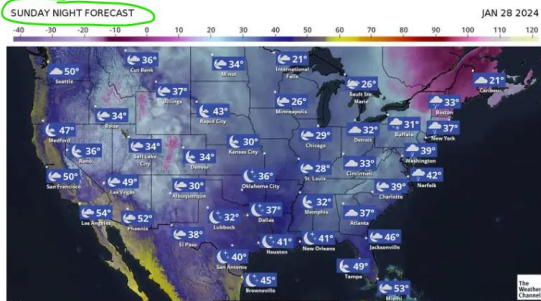 SUNDAY NIGHT FORECAST
JAN 28 2024
-40 -30 -20 -10 0 10 20 30 40 50 60 70 80 90 100 110 120
50°
Seattle
36°
Cut Bank
34°
Minot
21°
International
Falls
21°
Caribou
37°
Billings
26°
Sault Ste.
Marie
34°
Boise
43°
Rapid City
26°
Minneapolis
33°
Boston
47°
Medford
31°
Buffalo
37°
New York
29°
Chicago
32°
Detroit
36°
Reno
34°
Salt Lake
City
34°
Denver
30°
Kansas City
39°
Washington
50°
San Francisco
49°
Las Vegas
30°
Albuquerque
36°
Oklahoma City
28°
St. Louis
33°
Cincinnati
42°
Norfolk
39°
Charlotte
54°
Los Angeles
52°
Phoenix
32°
Lubbock
37°
Dallas
32°
Memphis
37°
Atlanta
38°
El Paso
41°
Houston
41°
New Orleans
46°
Jacksonville
40°
San Antonio
49°
Tampa
45°
Brownsville
53°
Miami
The
Weather
Channel